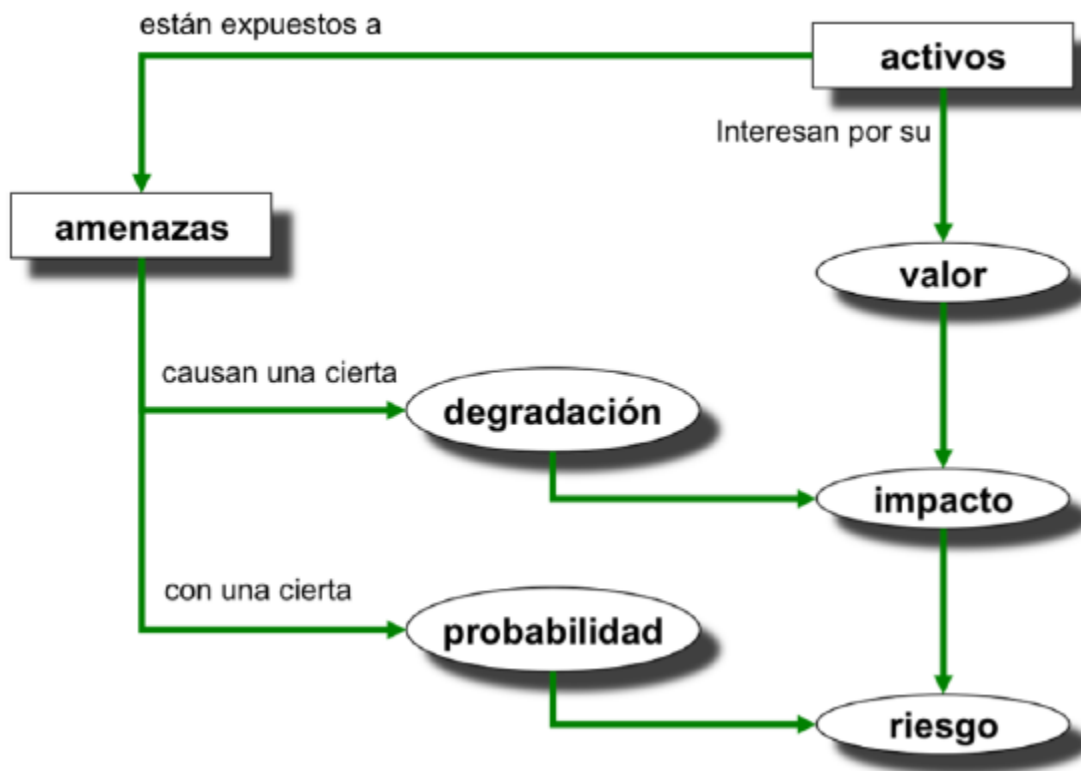 están expuestos a
activos
Interesan por su
amenazas
valor
causan una cierta
degradación
impacto
con una cierta
probabilidad
riesgo